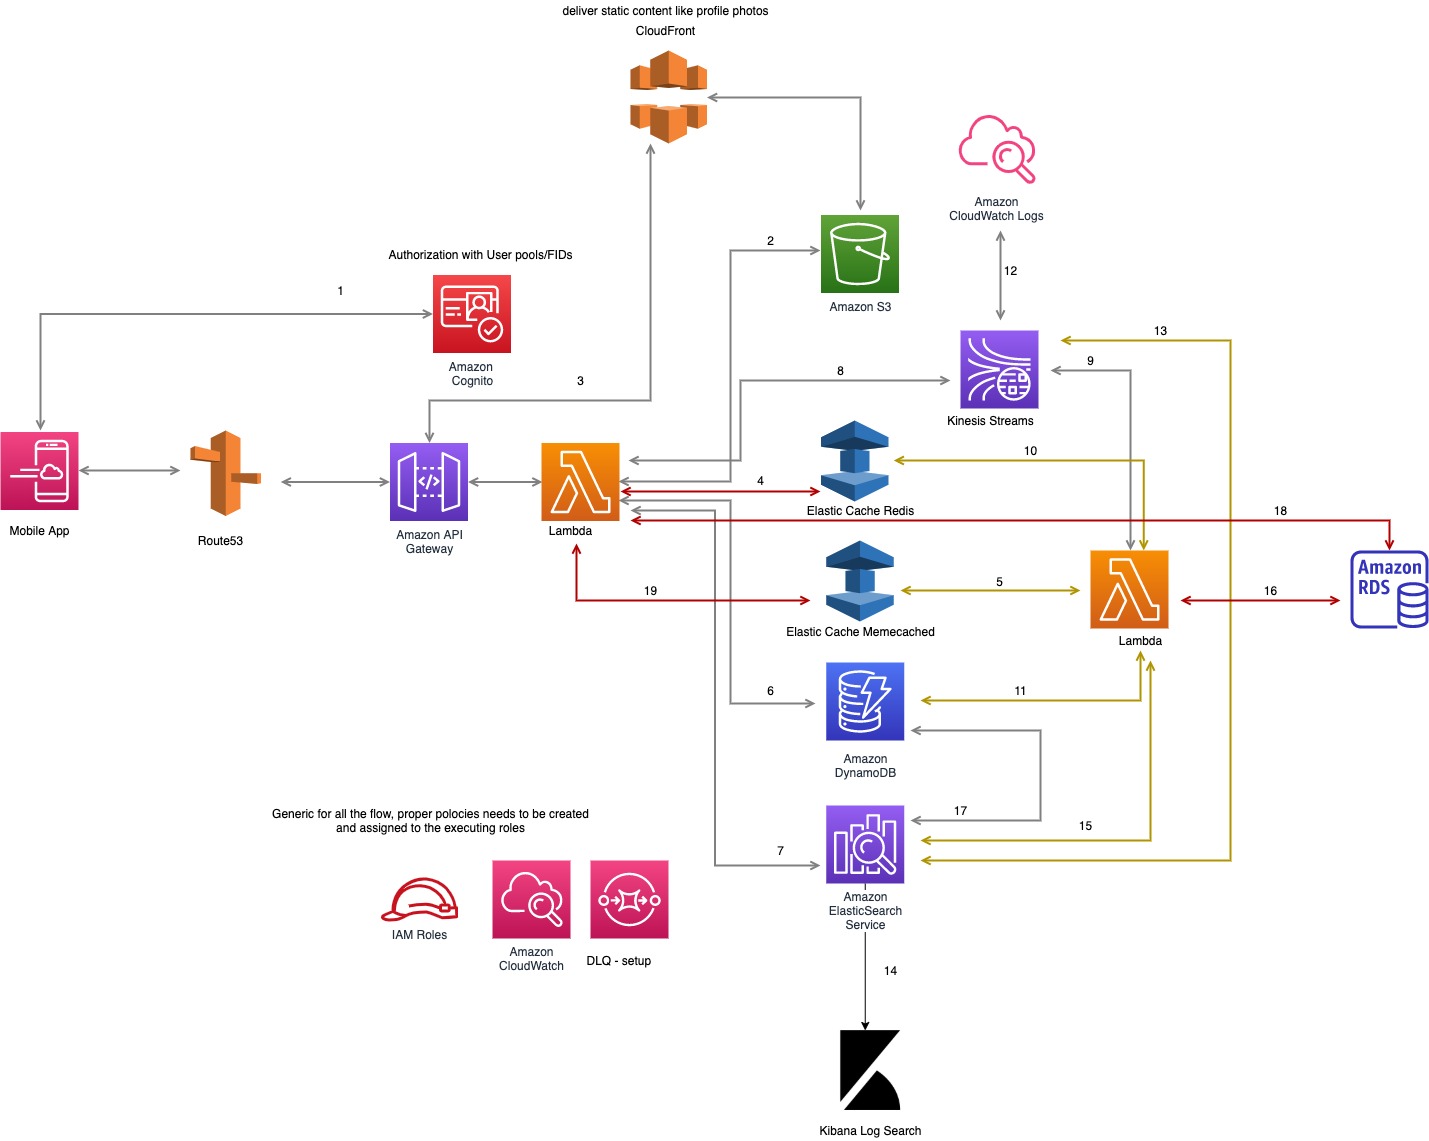 deliver static content like profile photos
CloudFront
Amazon
CloudWatch Logs
2
Authorization with User pools/FIDs
12
1
Amazon S3
13
Amazon
Cognito
3
8
9
Kinesis Streams
10
4
Elastic Cache Redis
18
Mobile App
Route53
Amazon API
Gateway
Lambda
Amazon
RDS
19
5
16
Elastic Cache Memecached
Lambda
6
11
Amazon
DynamoDB
Generic for all the flow, proper polocies needs to be created
and assigned to the executing roles
17
15
7
Amazon
ElasticSearch
Service
IAM Roles
Amazon
CloudWatch
DLQ - setup
14
Kibana Log Search